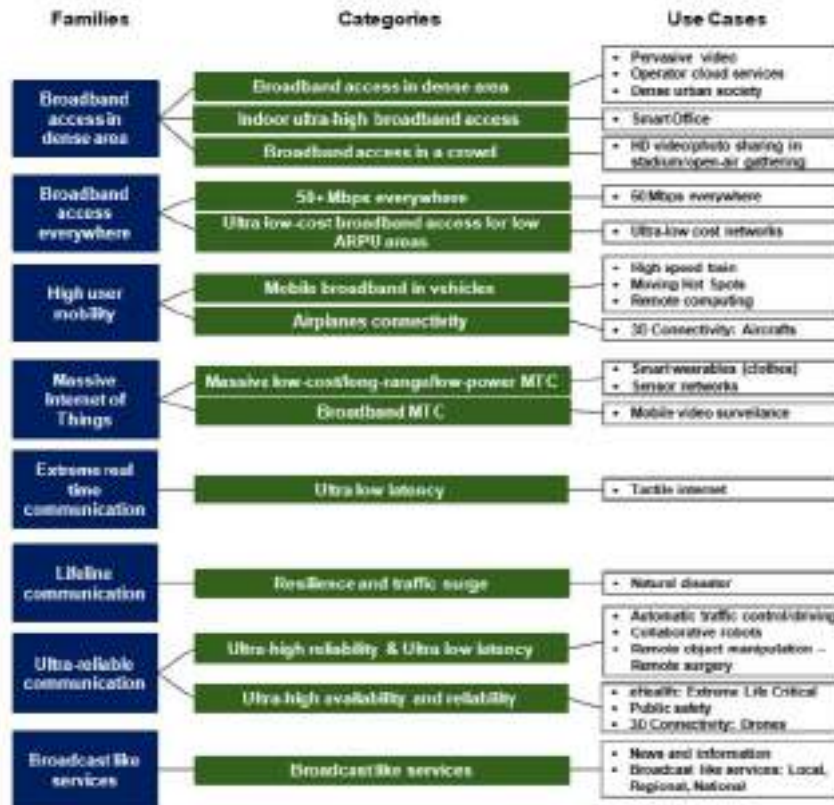 Families
Categories
Use Cases
Broadband
access in
dense area
Broadband access in dense area
• Pervasive video
• Operator cloud services
• Dense urban society
Indoor ultra-high broadband access
• Smart Office
Broadband access in a crowd
• HD video/photo sharing in
stadium/open-air gathering
Broadband
access
everywhere
50+ Mbps everywhere
• 50 Mbps everywhere
Ultra low-cost broadband access for low
ARPU areas
• Ultra-low cost networks
High user
mobility
Mobile broadband in vehicles
• High speed train
• Moving Hot Spots
• Remote computing
Airplanes connectivity
• 3D Connectivity: Aircrafts
Massive
Internet of
Things
Massive low-cost/long-range/low-power MTC
• Smart wearables (clothes)
• Sensor networks
Broadband MTC
• Mobile video surveilance
Extreme real
time
communication
Ultra low latency
• Tactile internet
Lifeline
communication
Resilience and traffic surge
• Natural disaster
Ultra-reliable
communication
Ultra-high reliability & Ultra low latency
• Automatic traffic control/driving
• Collaborative robots
• Remote object manipulation –
Remote surgery
Ultra-high availability and reliability
• eHealth: Extreme Life Critical
• Public safety
• 3D Connectivity: Drones
Broadcast like
services
Broadcast like services
• News and information
• Broadcast like services: Local,
Regional, National